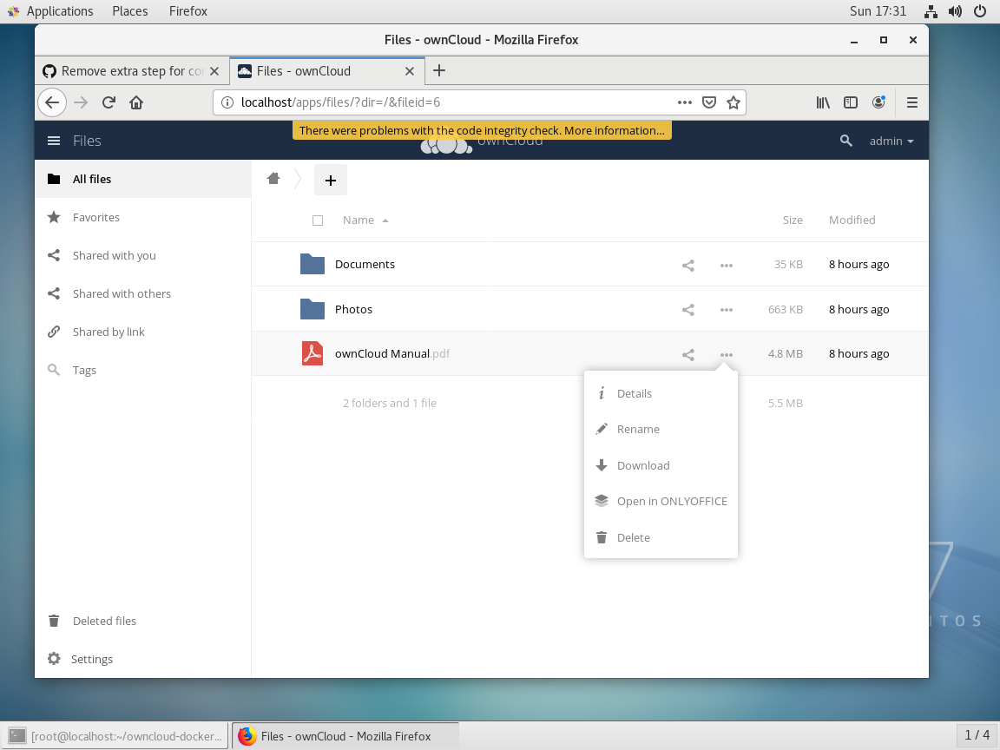 Applications Places Firefox Sun 17:31
Files - ownCloud - Mozilla Firefox
Remove extra step for co Files - ownCloud
localhost/apps/files/?dir=/&fileid=6
There were problems with the code integrity check. More information...
Files ownCloud admin
All files
Favorites
Shared with you
Shared with others
Shared by link
Tags
Deleted files
Settings
Name Size Modified
Documents 35 KB 8 hours ago
Photos 663 KB 8 hours ago
ownCloud Manual.pdf 4.8 MB 8 hours ago
2 folders and 1 file 5.5 MB
Details
Rename
Download
Open in ONLYOFFICE
Delete
7
NTOS
[root@localhost:~/owncloud-docker... Files - ownCloud - Mozilla Firefox 1 / 4